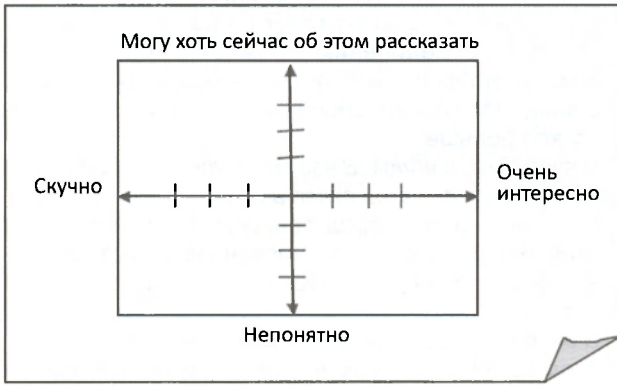 Могу хоть сейчас об этом рассказать
Скучно
Очень
интересно
Непонятно